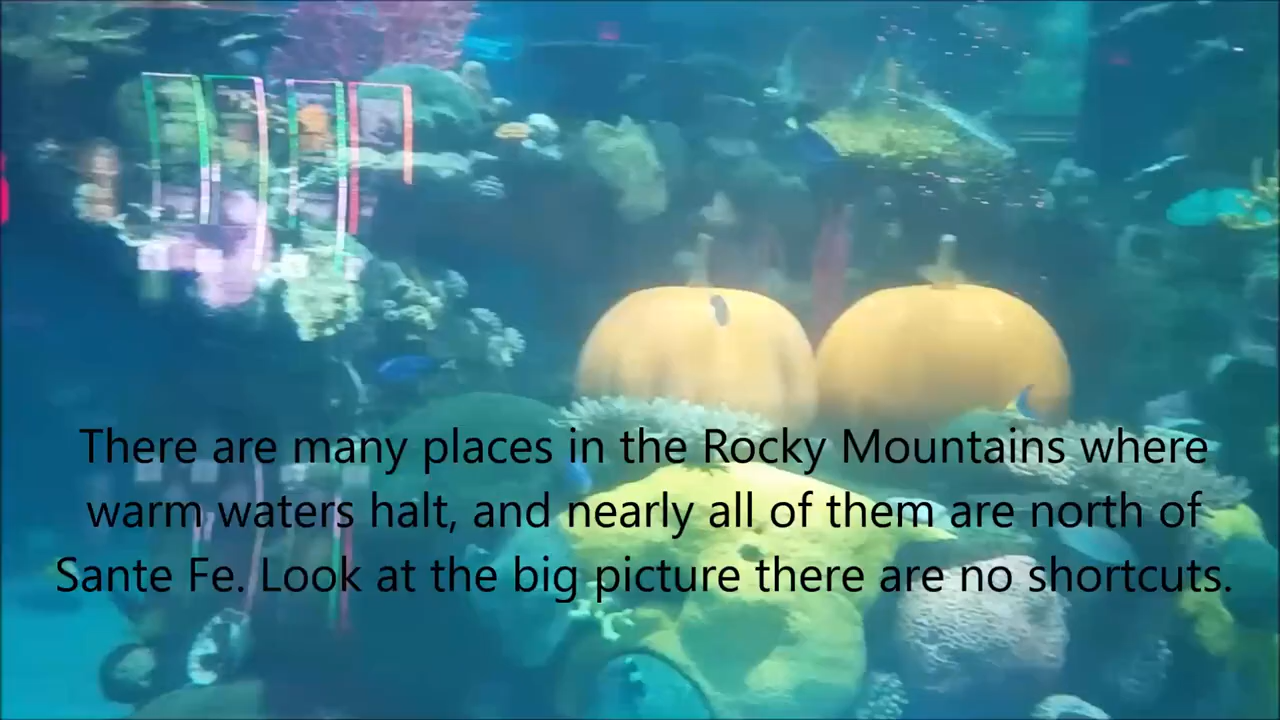 There are many places in the Rocky Mountains where
warm waters halt, and nearly all of them are north of
Sante Fe. Look at the big picture there are no shortcuts.